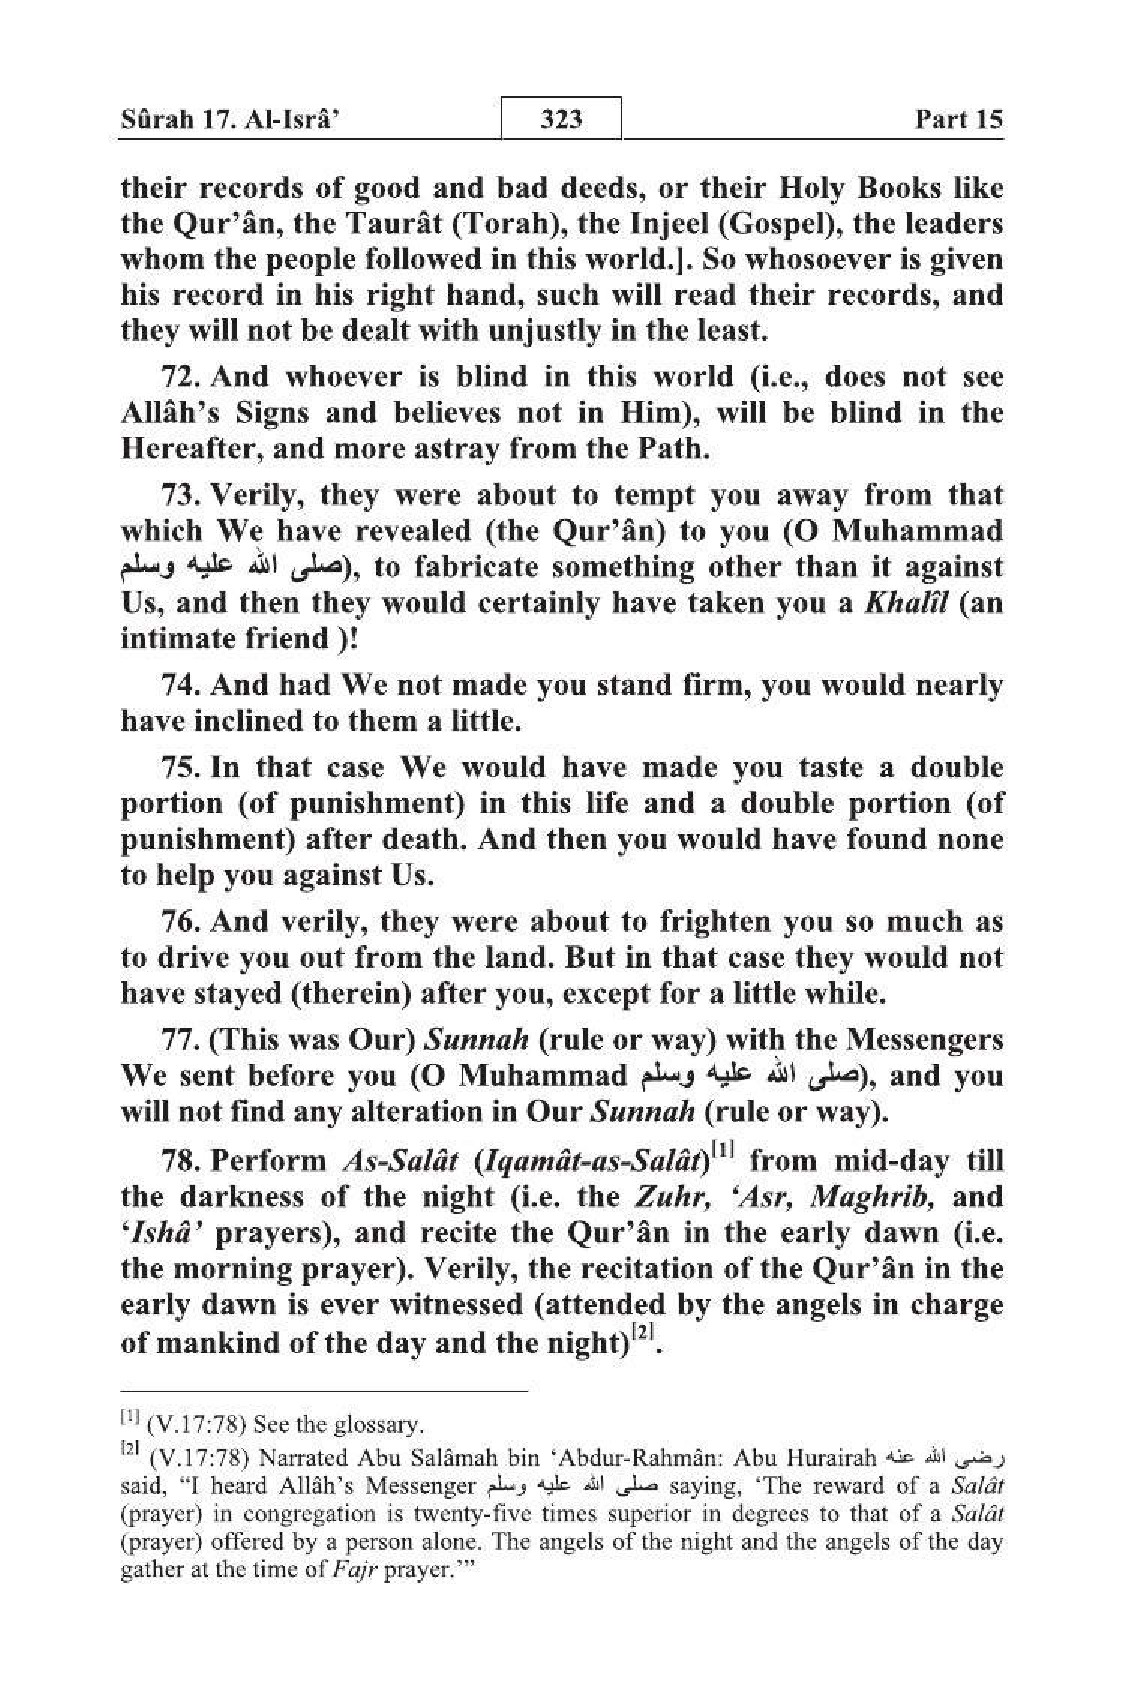 Sûrah 17. Al-Isrâ’ 323 Part 15
their records of good and bad deeds, or their Holy Books like
the Qur’ân, the Taurât (Torah), the Injeel (Gospel), the leaders
whom the people followed in this world.]. So whosoever is given
his record in his right hand, such will read their records, and
they will not be dealt with unjustly in the least.
72. And whoever is blind in this world (i.e., does not see
Allâh’s Signs and believes not in Him), will be blind in the
Hereafter, and more astray from the Path.
73. Verily, they were about to tempt you away from that
which We have revealed (the Qur’ân) to you (O Muhammad
صلى الله عليه وسلم), to fabricate something other than it against
Us, and then they would certainly have taken you a Khalîl (an
intimate friend )!
74. And had We not made you stand firm, you would nearly
have inclined to them a little.
75. In that case We would have made you taste a double
portion (of punishment) in this life and a double portion (of
punishment) after death. And then you would have found none
to help you against Us.
76. And verily, they were about to frighten you so much as
to drive you out from the land. But in that case they would not
have stayed (therein) after you, except for a little while.
77. (This was Our) Sunnah (rule or way) with the Messengers
We sent before you (O Muhammad صلى الله عليه وسلم), and you
will not find any alteration in Our Sunnah (rule or way).
78. Perform As-Salât (Iqamât-as-Salât)[1] from mid-day till
the darkness of the night (i.e. the Zuhr, ‘Asr, Maghrib, and
‘Ishâ’ prayers), and recite the Qur’ân in the early dawn (i.e.
the morning prayer). Verily, the recitation of the Qur’ân in the
early dawn is ever witnessed (attended by the angels in charge
of mankind of the day and the night)[2].
[1] (V.17:78) See the glossary.
[2] (V.17:78) Narrated Abu Salâmah bin ‘Abdur-Rahmân: Abu Hurairah رضى الله عنه
said, “I heard Allâh’s Messenger صلى الله عليه وسلم saying, ‘The reward of a Salât
(prayer) in congregation is twenty-five times superior in degrees to that of a Salât
(prayer) offered by a person alone. The angels of the night and the angels of the day
gather at the time of Fajr prayer.’”